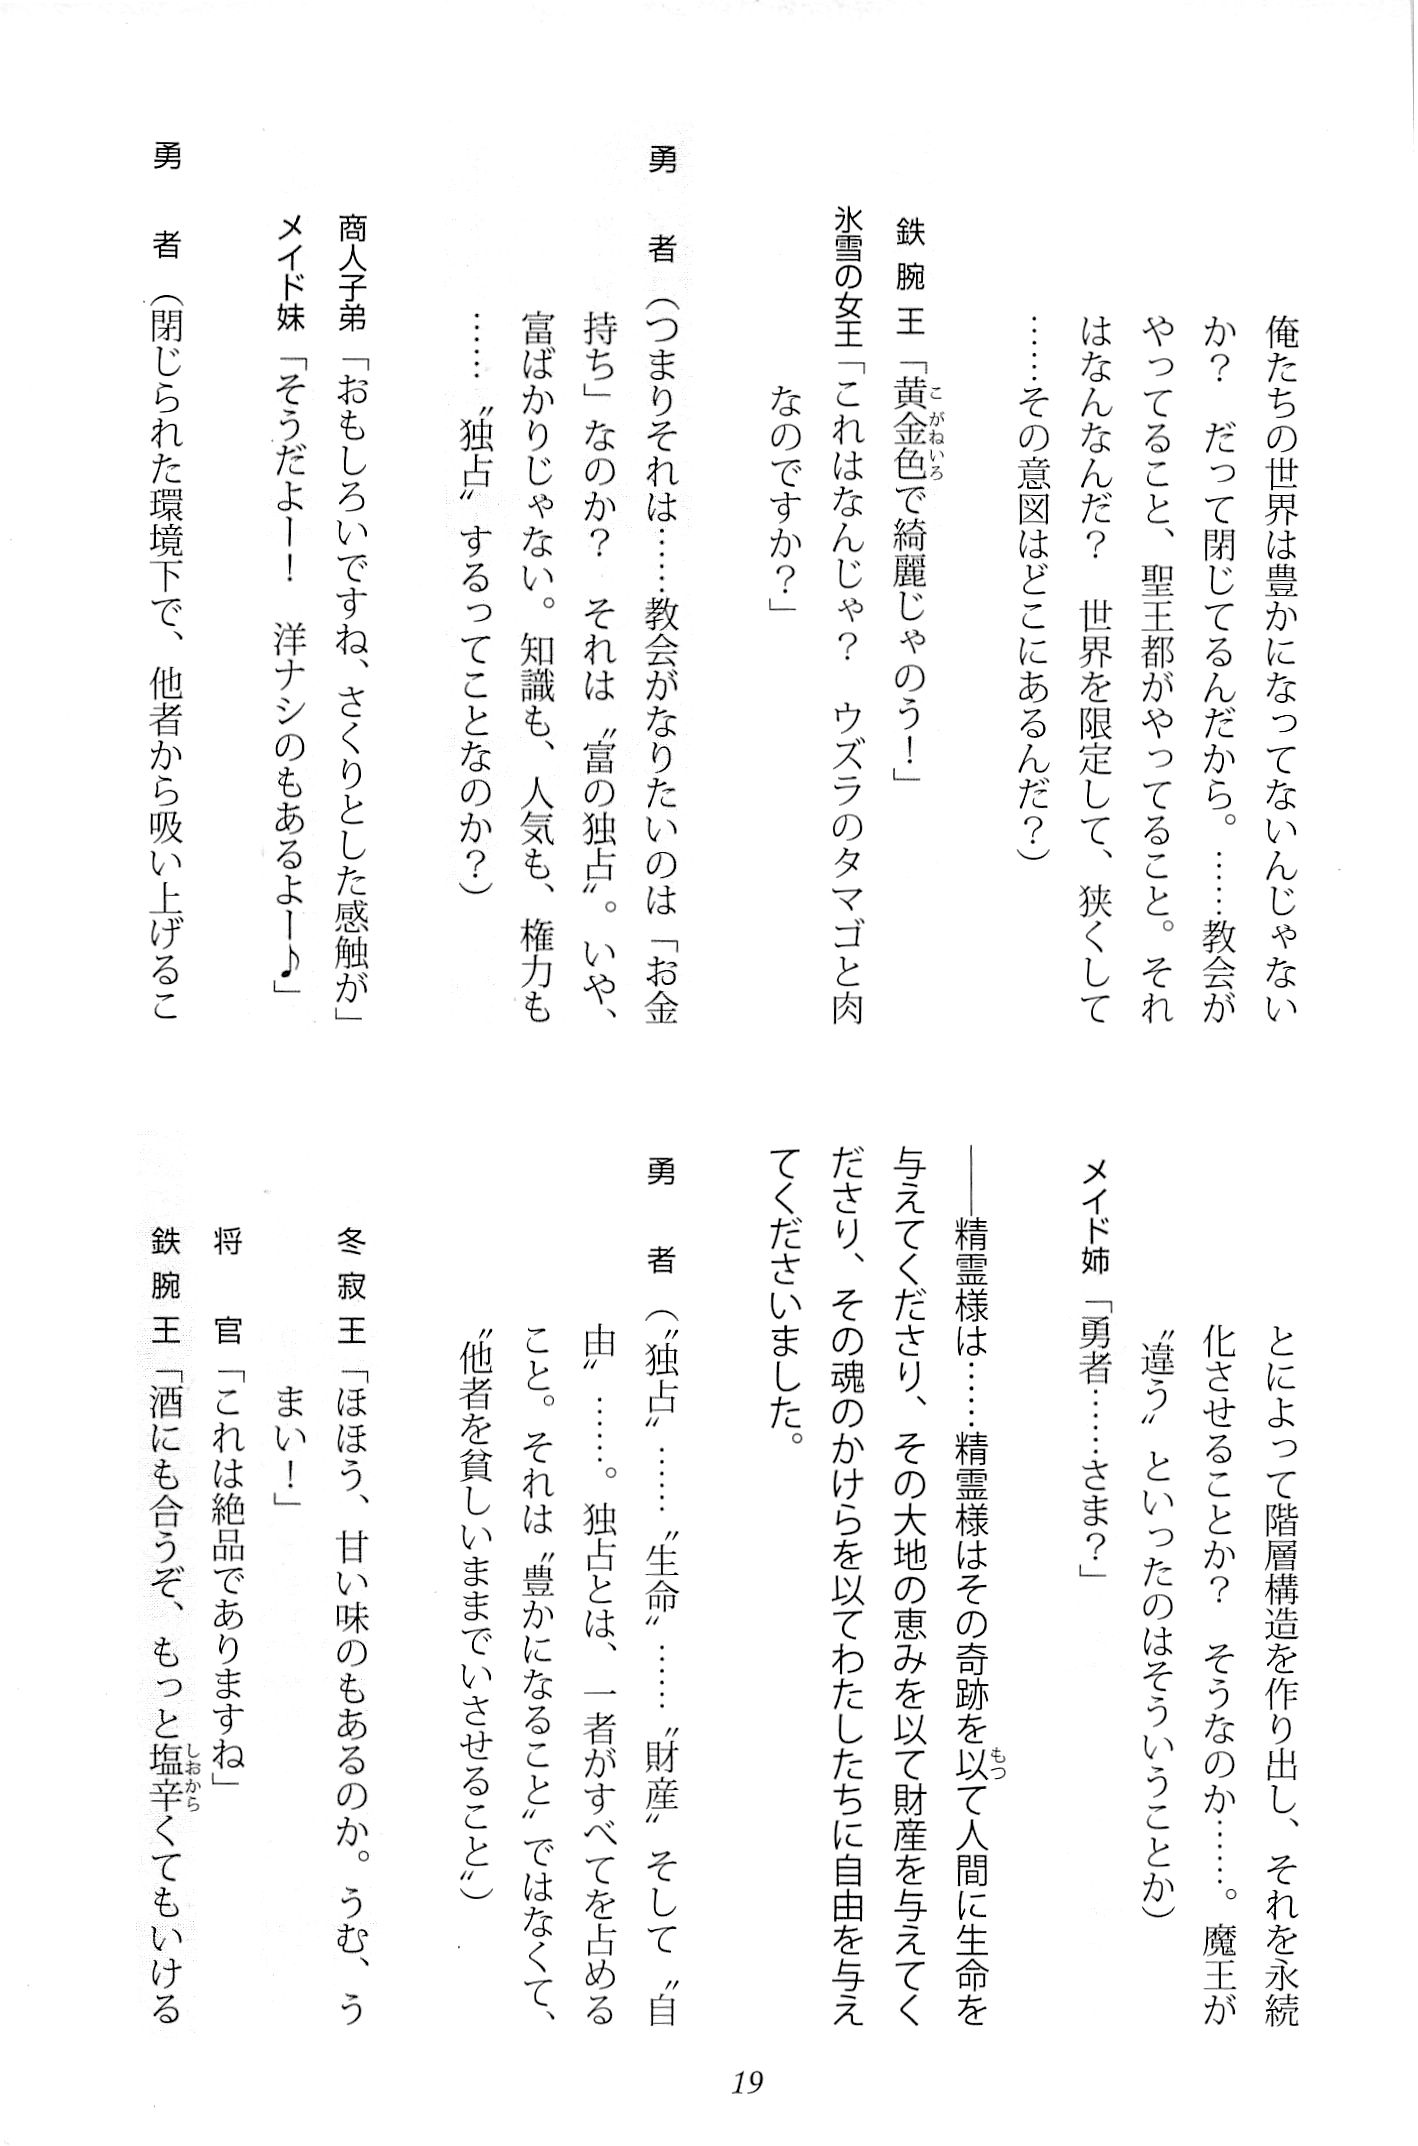 俺たちの世界は豊かになってないんじゃない
か？　だって閉じてるんだから。……教会が
やってること、聖王都がやってること。それ
はなんなんだ？　世界を限定して、狭くして
……その意図はどこにあるんだ？）
鉄腕王「黄金色で綺麗じゃのう！」
氷雪の女王「これはなんじゃ？　ウズラのタマゴと肉
なのですか？」
勇者（つまりそれは……教会がなりたいのは「お金
持ち」なのか？　それは〝富の独占〟。いや、
富ばかりじゃない。知識も、人気も、権力も
……〝独占〟するってことなのか？）
商人子弟「おもしろいですね、さくりとした感触が」
メイド妹「そうだよー！　洋ナシのもあるよー♪」
勇者（閉じられた環境下で、他者から吸い上げるこ
とによって階層構造を作り出し、それを永続
化させることか？　そうなのか……。魔王が
〝違う〟といったのはそういうことか）
メイド姉「勇者……さま？」
――精霊様は……精霊様はその奇跡を以て人間に生命を
与えてくださり、その大地の恵みを以て財産を与えてく
ださり、その魂のかけらを以てわたしたちに自由を与え
てくださいました。
勇者（〝独占〟……〝生命〟……〝財産〟そして〝自
由〟……。独占とは、一者がすべてを占める
こと。それは〝豊かになること〟ではなくて、
〝他者を貧しいままでいさせること〟）
冬寂王「ほほう、甘い味のもあるのか。うむ、う
まい！」
将官「これは絶品でありますね」
鉄腕王「酒にも合うぞ、もっと塩辛くてもいける
19